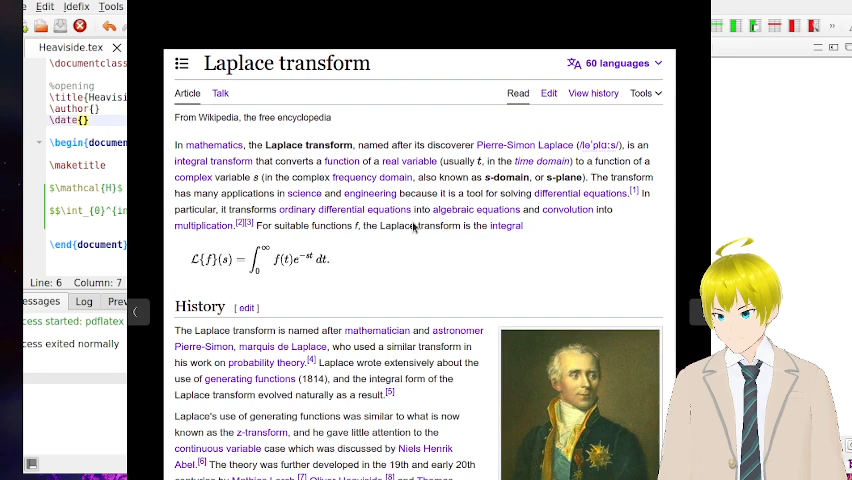 Edit Idefix Tools
Heaviside.tex
\documentclass
%opening
\title{Heavisi
\author{}
\date{}
\begin{docume
\maketitle
$\mathcal{H}$
$$\int_{0}^{in
\end{document}
Line: 6 Column: 7
essages Log Prev
cess started: pdflatex
cess exited normally
Laplace transform
60 languages
Article Talk Read Edit View history Tools
From Wikipedia, the free encyclopedia
In mathematics, the Laplace transform, named after its discoverer Pierre-Simon Laplace (/ləˈplɑːs/), is an
integral transform that converts a function of a real variable (usually t, in the time domain) to a function of a
complex variable s (in the complex frequency domain, also known as s-domain, or s-plane). The transform
has many applications in science and engineering because it is a tool for solving differential equations.[1] In
particular, it transforms ordinary differential equations into algebraic equations and convolution into
multiplication.[2][3] For suitable functions f, the Laplace transform is the integral
ℒ{f}(s) = ∫₀^∞ f(t)e^{−st} dt.
History [ edit ]
The Laplace transform is named after mathematician and astronomer
Pierre-Simon, marquis de Laplace, who used a similar transform in
his work on probability theory.[4] Laplace wrote extensively about the
use of generating functions (1814), and the integral form of the
Laplace transform evolved naturally as a result.[5]
Laplace's use of generating functions was similar to what is now
known as the z-transform, and he gave little attention to the
continuous variable case which was discussed by Niels Henrik
Abel.[6] The theory was further developed in the 19th and early 20th
centuries by Mathias Lerch,[7] Oliver Heaviside,[8] and Thomas